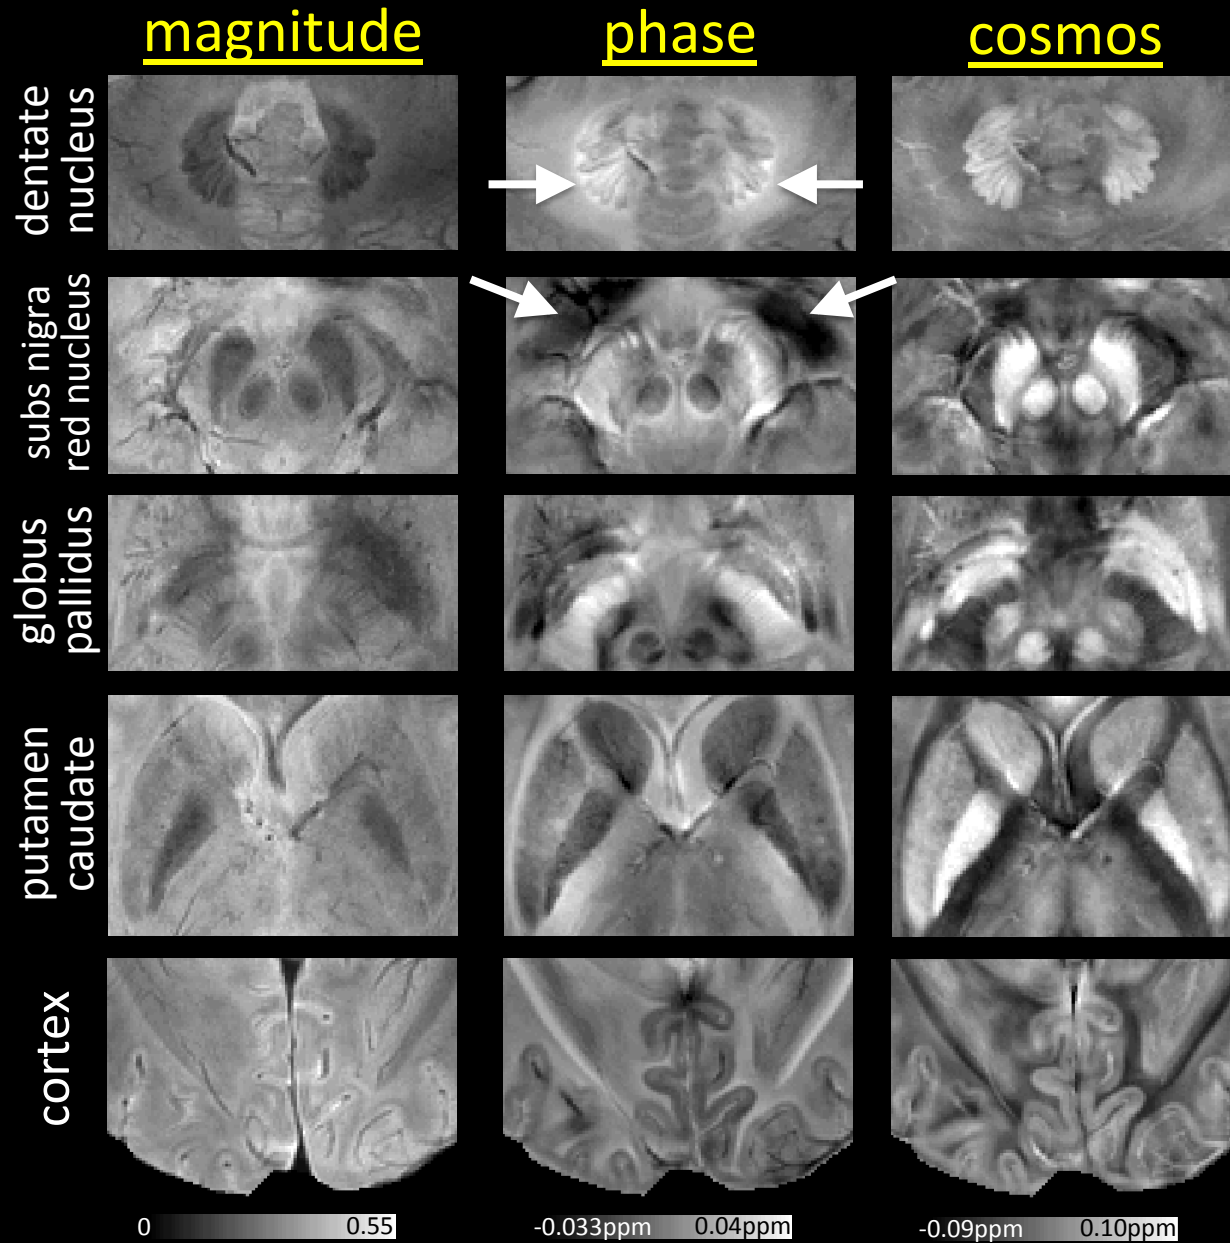 magnitude
phase
cosmos
dentate
nucleus
subs nigra
red nucleus
globus
pallidus
putamen
caudate
cortex
0
0.55
-0.033ppm
0.04ppm
-0.09ppm
0.10ppm